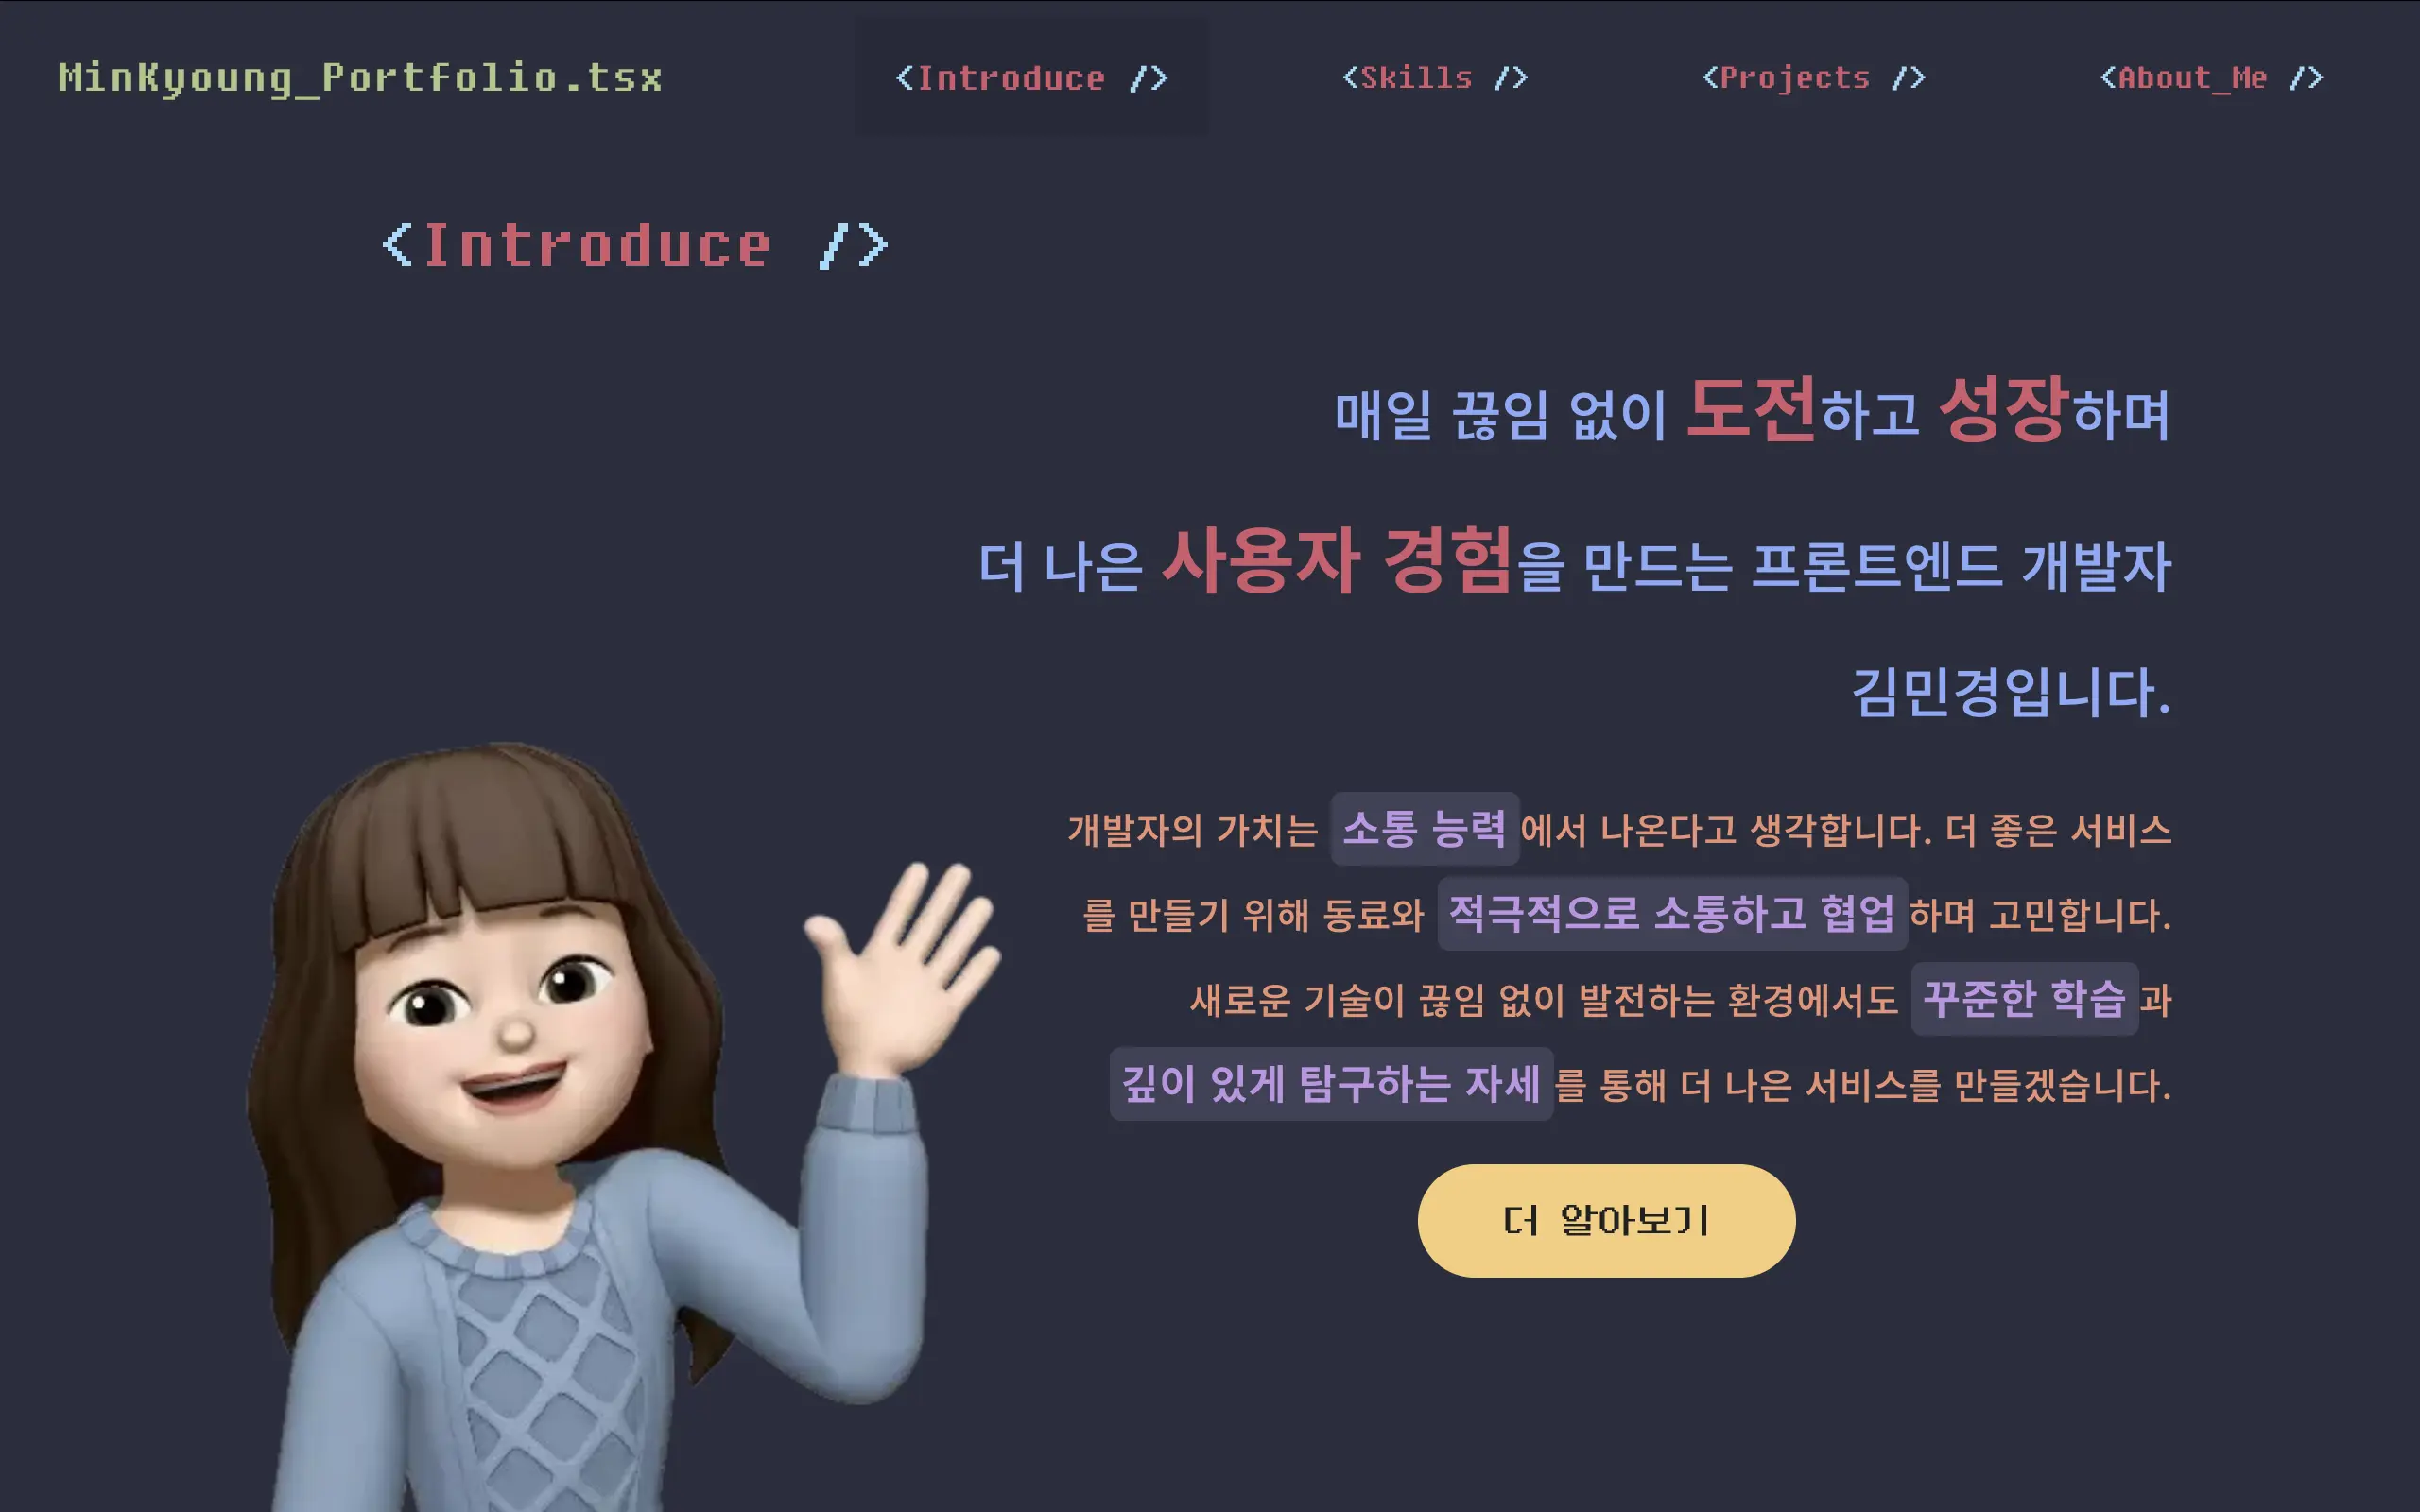 MinKyoung_Portfolio.tsx
<Introduce />
<Skills />
<Projects />
<About_Me />
<Introduce />
매일 끊임 없이 도전하고 성장하며
더 나은 사용자 경험을 만드는 프론트엔드 개발자
김민경입니다.
개발자의 가치는 소통 능력에서 나온다고 생각합니다. 더 좋은 서비스
를 만들기 위해 동료와 적극적으로 소통하고 협업하며 고민합니다.
새로운 기술이 끊임 없이 발전하는 환경에서도 꾸준한 학습과
깊이 있게 탐구하는 자세를 통해 더 나은 서비스를 만들겠습니다.
더 알아보기